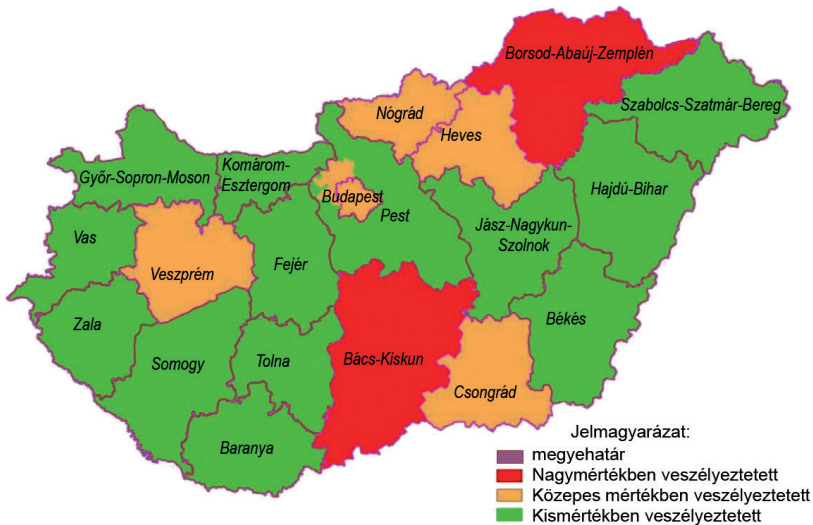 Borsod-Abaúj-Zemplén
Szabolcs-Szatmár-Bereg
Nógrád
Heves
Győr-Sopron-Moson
Komárom-
Esztergom
Budapest
Pest
Hajdú-Bihar
Jász-Nagykun-
Szolnok
Vas
Veszprém
Fejér
Zala
Somogy
Tolna
Bács-Kiskun
Békés
Csongrád
Baranya
Jelmagyarázat:
megyehatár
Nagymértékben veszélyeztetett
Közepes mértékben veszélyeztetett
Kismértékben veszélyeztetett